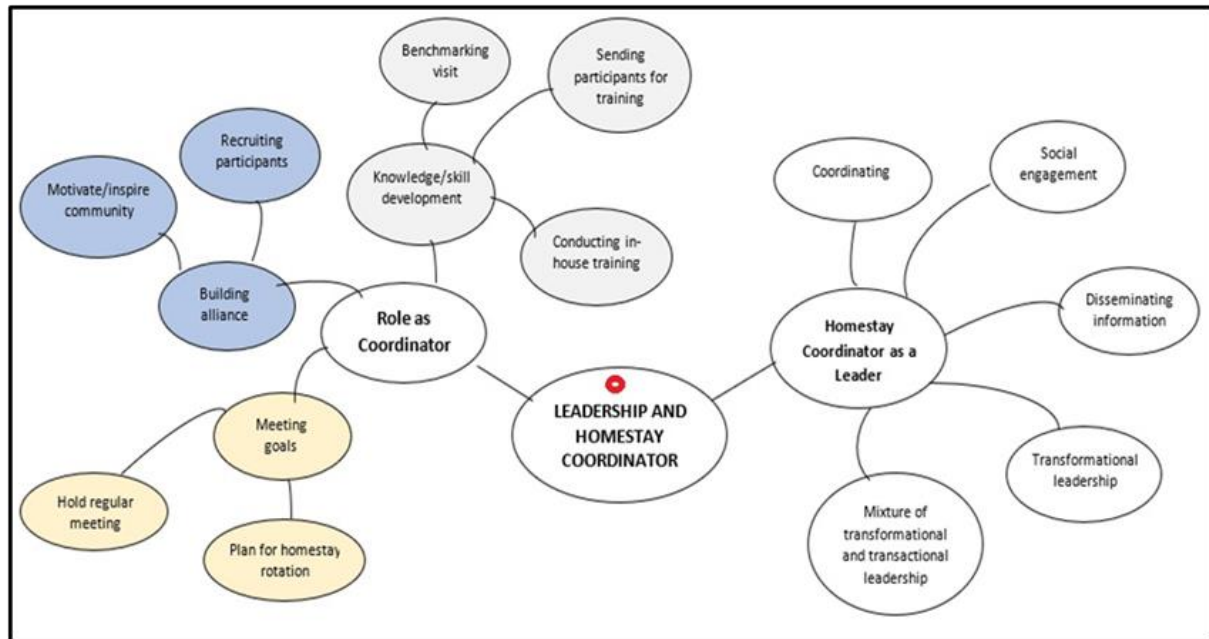 Benchmarking
visit
Sending
participants for
training
Recruiting
participants
Motivate/inspire
community
Knowledge/skill
development
Conducting in-
house training
Building
alliance
Role as
Coordinator
Meeting
goals
Hold regular
meeting
Plan for homestay
rotation
LEADERSHIP AND
HOMESTAY
COORDINATOR
Coordinating
Social
engagement
Disseminating
information
Homestay
Coordinator as a
Leader
Transformational
leadership
Mixture of
transformational
and transactional
leadership